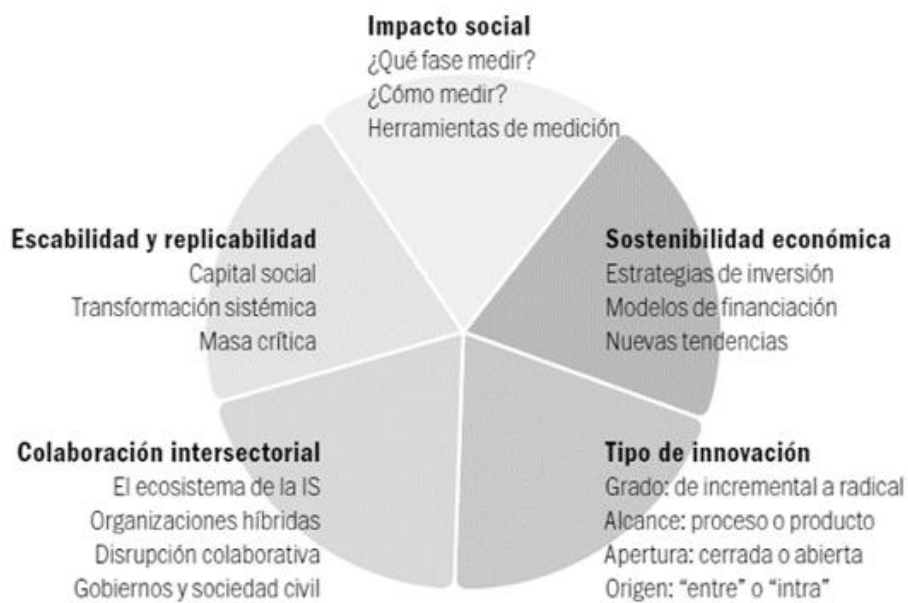 Impacto social
¿Qué fase medir?
¿Cómo medir?
Herramientas de medición
Escabilidad y replicabilidad
Capital social
Transformación sistémica
Masa crítica
Sostenibilidad económica
Estrategias de inversión
Modelos de financiación
Nuevas tendencias
Colaboración intersectorial
El ecosistema de la IS
Organizaciones híbridas
Disrupción colaborativa
Gobiernos y sociedad civil
Tipo de innovación
Grado: de incremental a radical
Alcance: proceso o producto
Apertura: cerrada o abierta
Origen: “entre” o “intra”